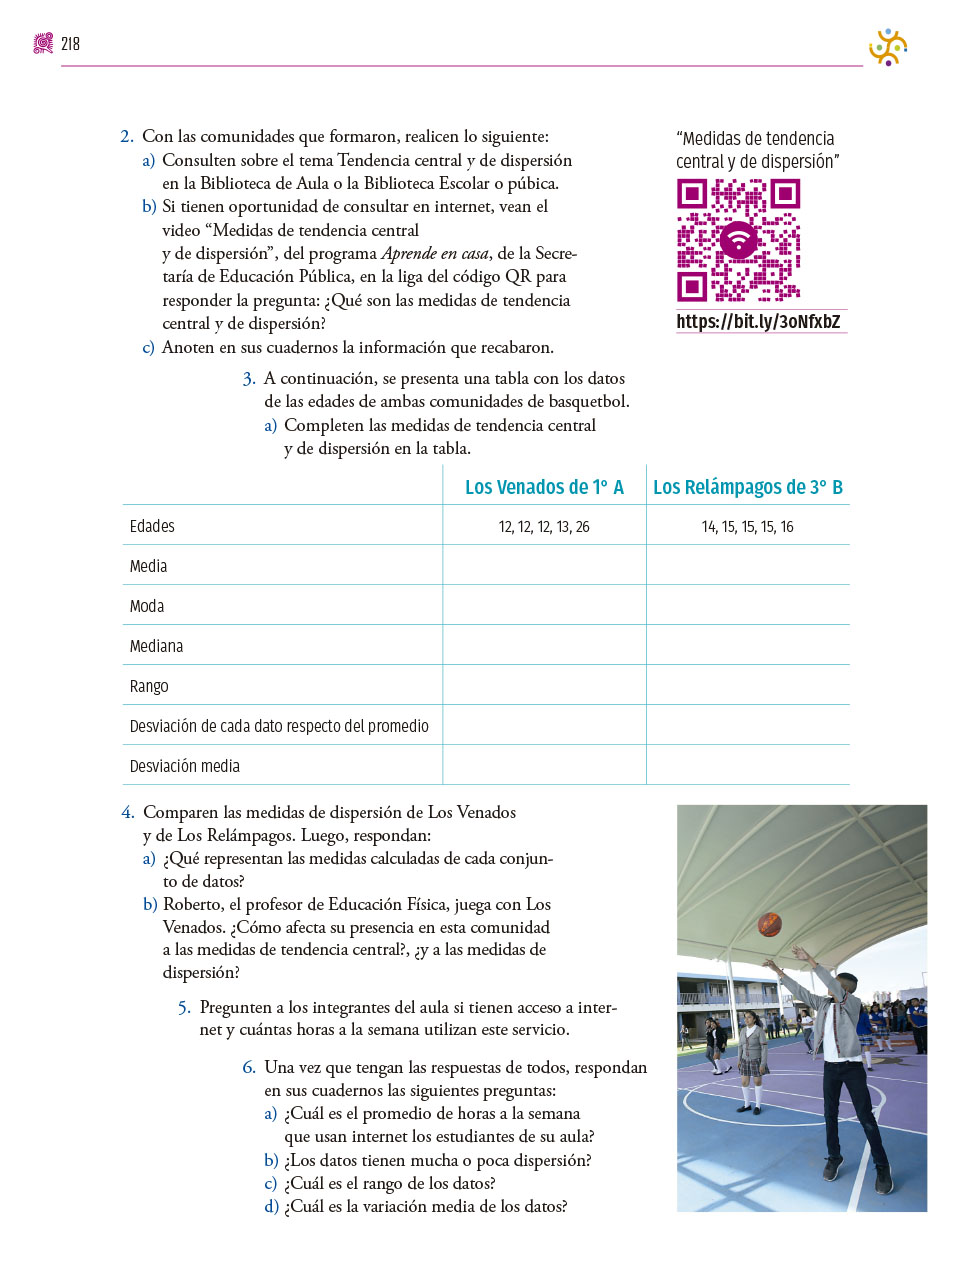 218
2. Con las comunidades que formaron, realicen lo siguiente:
a) Consulten sobre el tema Tendencia central y de dispersión
en la Biblioteca de Aula o la Biblioteca Escolar o púbica.
b) Si tienen oportunidad de consultar en internet, vean el
video “Medidas de tendencia central
y de dispersión”, del programa Aprende en casa, de la Secre-
taría de Educación Pública, en la liga del código QR para
responder la pregunta: ¿Qué son las medidas de tendencia
central y de dispersión?
c) Anoten en sus cuadernos la información que recabaron.
“Medidas de tendencia
central y de dispersión”
https://bit.ly/3oNfxbZ
3. A continuación, se presenta una tabla con los datos
de las edades de ambas comunidades de basquetbol.
a) Completen las medidas de tendencia central
y de dispersión en la tabla.
Los Venados de 1° A Los Relámpagos de 3° B
Edades 12, 12, 12, 13, 26 14, 15, 15, 15, 16
Media
Moda
Mediana
Rango
Desviación de cada dato respecto del promedio
Desviación media
4. Comparen las medidas de dispersión de Los Venados
y de Los Relámpagos. Luego, respondan:
a) ¿Qué representan las medidas calculadas de cada conjun-
to de datos?
b) Roberto, el profesor de Educación Física, juega con Los
Venados. ¿Cómo afecta su presencia en esta comunidad
a las medidas de tendencia central?, ¿y a las medidas de
dispersión?
5. Pregunten a los integrantes del aula si tienen acceso a inter-
net y cuántas horas a la semana utilizan este servicio.
6. Una vez que tengan las respuestas de todos, respondan
en sus cuadernos las siguientes preguntas:
a) ¿Cuál es el promedio de horas a la semana
que usan internet los estudiantes de su aula?
b) ¿Los datos tienen mucha o poca dispersión?
c) ¿Cuál es el rango de los datos?
d) ¿Cuál es la variación media de los datos?